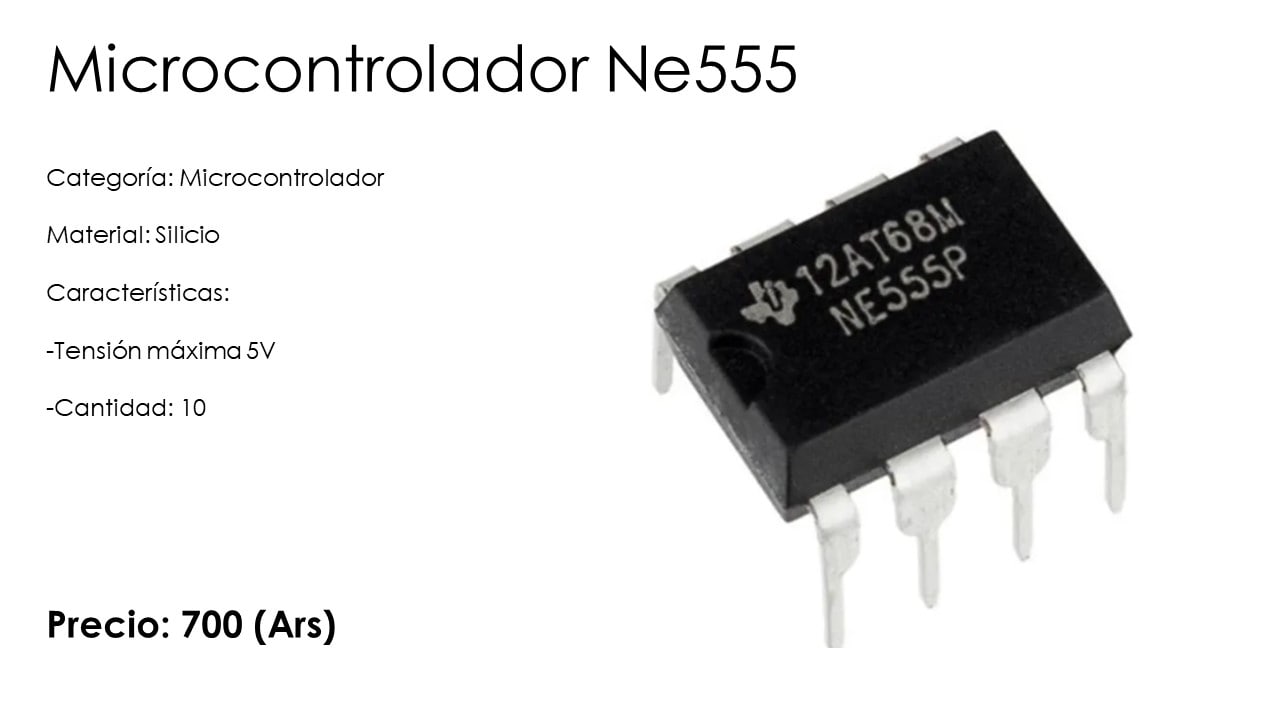 Microcontrolador Ne555
Categoría: Microcontrolador
Material: Silicio
Características:
-Tensión máxima 5V
-Cantidad: 10
Precio: 700 (Ars)
12AT68M
NE555P